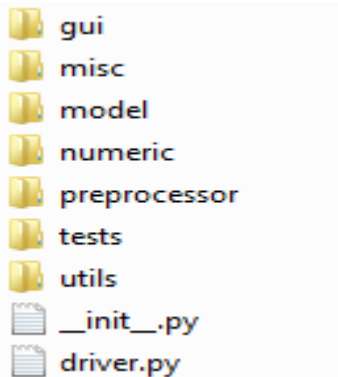 gui
misc
model
numeric
preprocessor
tests
utils
__init__.py
driver.py